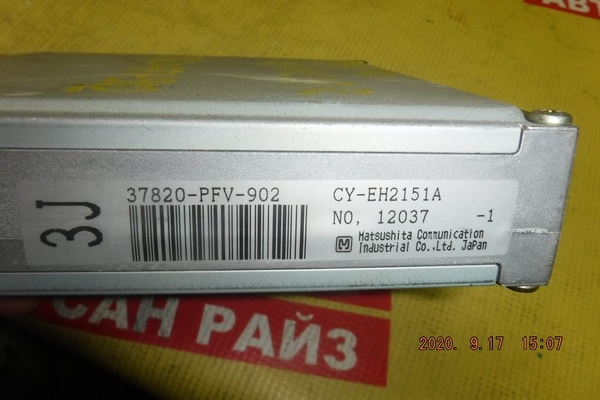 АВТ
3J
37820-PFV-902
CY-EH2151A
NO, 12037 -1
M Matsushita Communication
Industrial Co.,Ltd. Japan
САН РАЙЗ
2020. 9.17 15:07